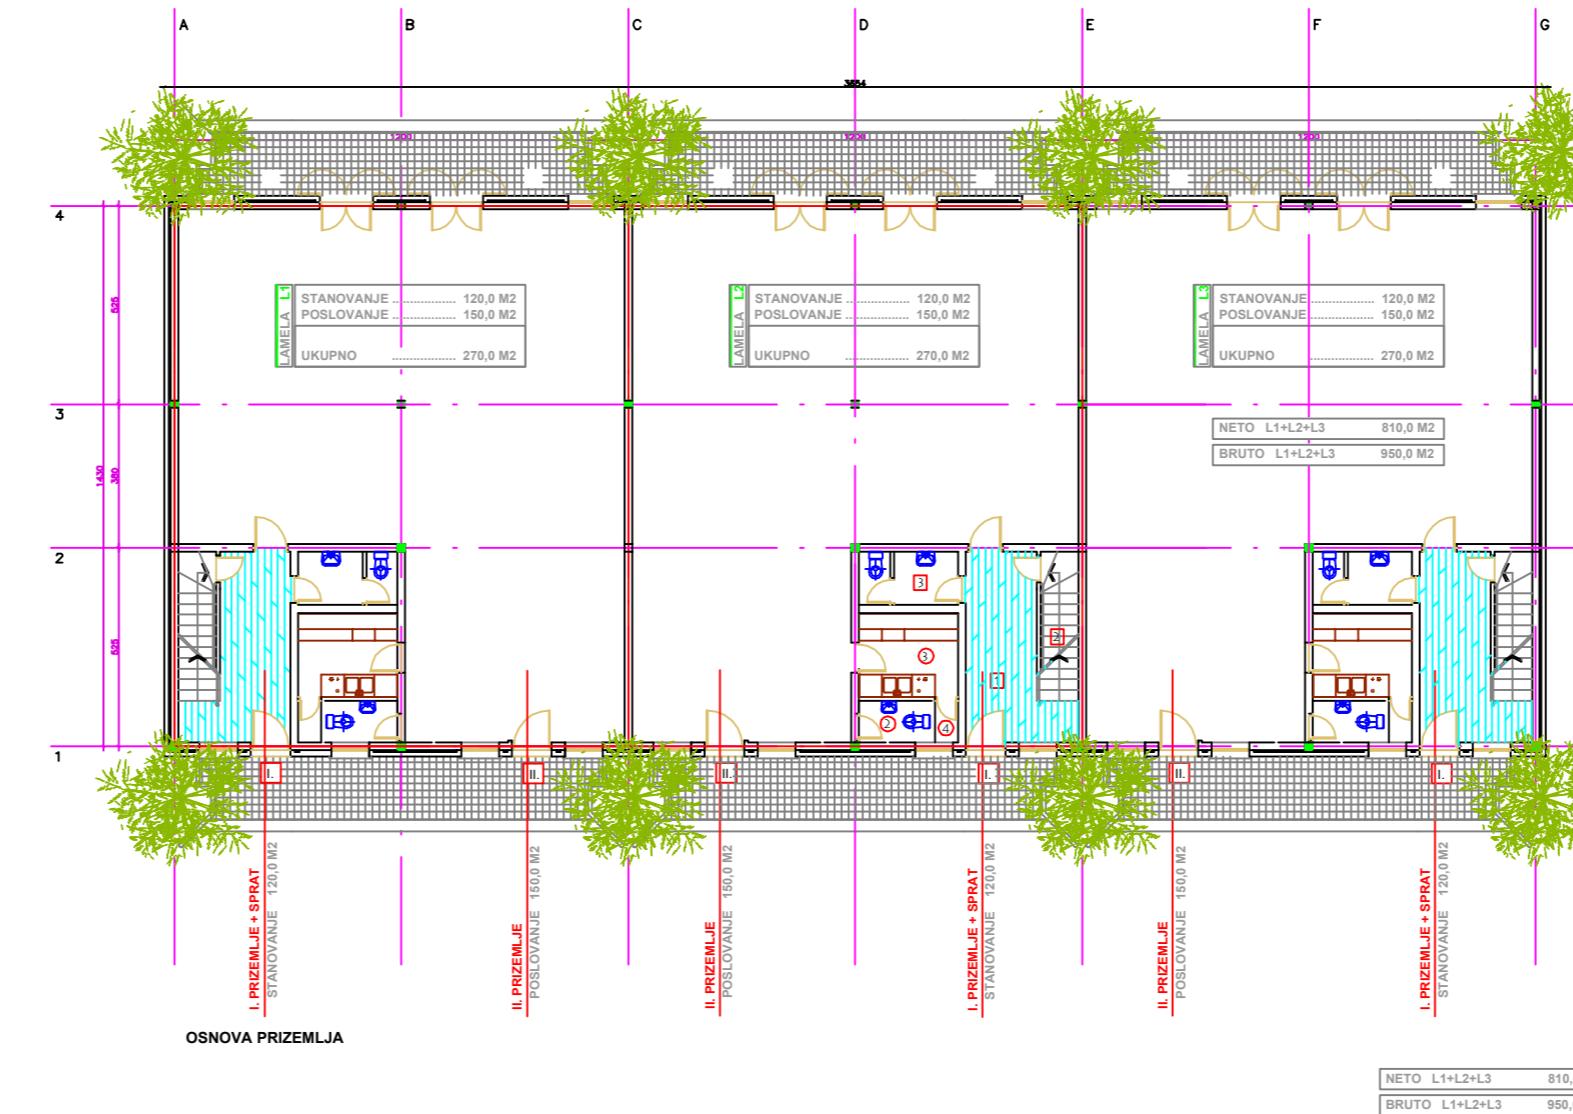 A B C D E F G
3664
1200 1200 1200
4
LAMELA L1
STANOVANJE ................ 120,0 M2
POSLOVANJE ................ 150,0 M2
UKUPNO ................ 270,0 M2
LAMELA L2
STANOVANJE ................ 120,0 M2
POSLOVANJE ................ 150,0 M2
UKUPNO ................ 270,0 M2
LAMELA L3
STANOVANJE ................ 120,0 M2
POSLOVANJE ................ 150,0 M2
UKUPNO ................ 270,0 M2
525
3
NETO L1+L2+L3 810,0 M2
BRUTO L1+L2+L3 950,0 M2
1430
380
2
3
2
3
1
525
2
4
1
I. II. II. I. II. I.
I. PRIZEMLJE + SPRAT
STANOVANJE 120,0 M2
II. PRIZEMLJE
POSLOVANJE 150,0 M2
II. PRIZEMLJE
POSLOVANJE 150,0 M2
I. PRIZEMLJE + SPRAT
STANOVANJE 120,0 M2
II. PRIZEMLJE
POSLOVANJE 150,0 M2
I. PRIZEMLJE + SPRAT
STANOVANJE 120,0 M2
OSNOVA PRIZEMLJA
NETO L1+L2+L3 810,
BRUTO L1+L2+L3 950,